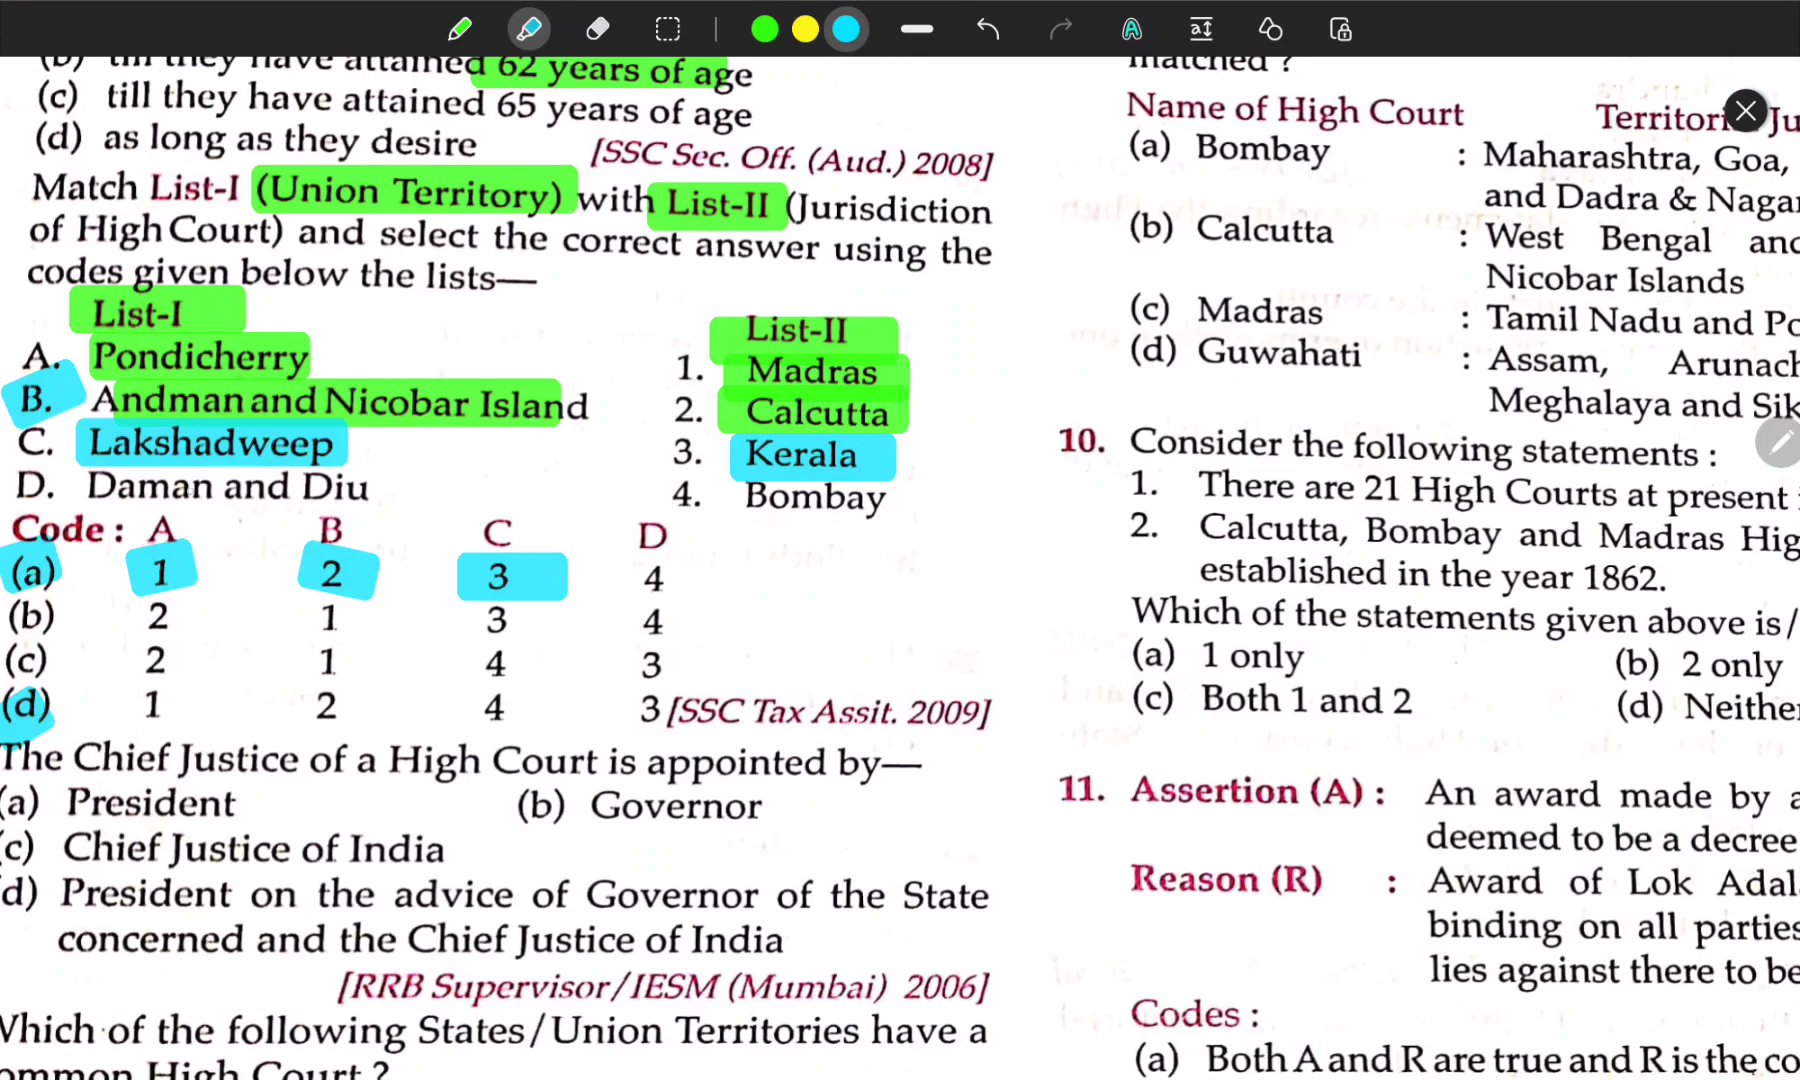 have attained 62 years of age
(c) till they have attained 65 years of age
(d) as long as they desire [SSC Sec. Off. (Aud.) 2008]
Match List-I (Union Territory) with List-II (Jurisdiction
of High Court) and select the correct answer using the
codes given below the lists—
List-I List-II
A. Pondicherry 1. Madras
B. Andman and Nicobar Island 2. Calcutta
C. Lakshadweep 3. Kerala
D. Daman and Diu 4. Bombay
Code : A B C D
(a) 1 2 3 4
(b) 2 1 3 4
(c) 2 1 4 3
(d) 1 2 4 3 [SSC Tax Assit. 2009]
The Chief Justice of a High Court is appointed by—
(a) President (b) Governor
(c) Chief Justice of India
(d) President on the advice of Governor of the State
concerned and the Chief Justice of India
[RRB Supervisor/IESM (Mumbai) 2006]
Which of the following States/Union Territories have a
High Court ?
matched ?
Name of High Court
(a) Bombay : Maharashtra, Goa,
and Dadra & Nagar
(b) Calcutta : West Bengal and
Nicobar Islands
(c) Madras : Tamil Nadu and
(d) Guwahati : Assam,
Meghalaya and
10. Consider the following statements :
1. There are 21 High Courts at present
2. Calcutta, Bombay and Madras
established in the year 1862.
Which of the statements given above is/
(a) 1 only (b) 2 only
(c) Both 1 and 2 (d) Neither
11. Assertion (A) : An award made by
deemed to be a decree
Reason (R) : Award of Lok
binding on all parties
lies against there to be
Codes :
(a) Both A and R are true and R is the